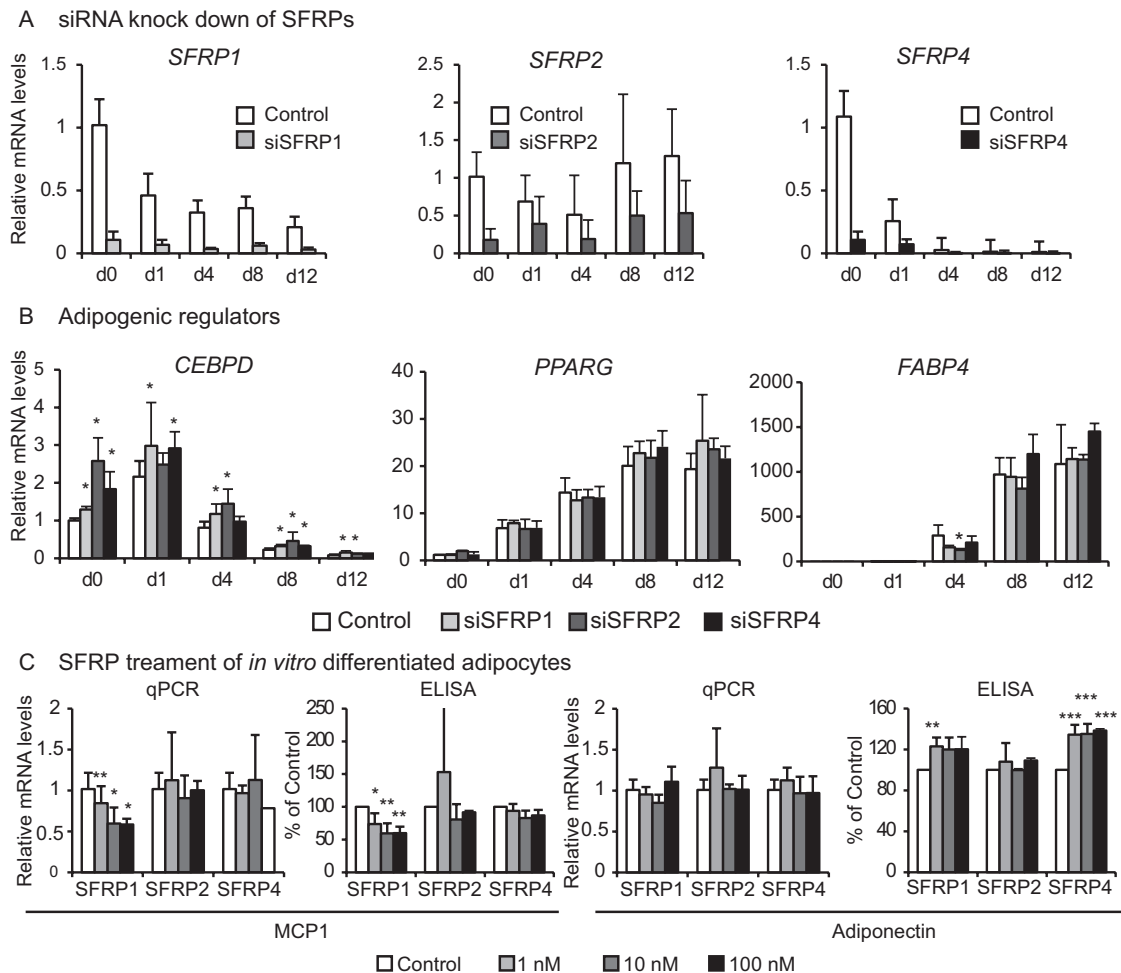 A siRNA knock down of SFRPs
SFRP1 SFRP2 SFRP4
Relative mRNA levels
1.5
1
0.5
0
Control
siSFRP1
d0 d1 d4 d8 d12
2.5
2.0
1.5
1.0
0.5
0
Control
siSFRP2
d0 d1 d4 d8 d12
1.5
1
0.5
0
Control
siSFRP4
d0 d1 d4 d8 d12
B Adipogenic regulators
CEBPD PPARG FABP4
Relative mRNA levels
5
4
3
2
1
0
* * *
* *
* *
* * *
* *
d0 d1 d4 d8 d12
40
30
20
10
0
d0 d1 d4 d8 d12
2000
1500
1000
500
0
*
d0 d1 d4 d8 d12
Control siSFRP1 siSFRP2 siSFRP4
C SFRP treament of in vitro differentiated adipocytes
qPCR ELISA qPCR ELISA
Relative mRNA levels
2
1.5
1
0.5
0
** * *
SFRP1 SFRP2 SFRP4
% of Control
250
200
150
100
50
0
* ** **
SFRP1 SFRP2 SFRP4
MCP1
Relative mRNA levels
2
1.5
1
0.5
0
SFRP1 SFRP2 SFRP4
% of Control
160
120
80
40
0
**
*** *** ***
SFRP1 SFRP2 SFRP4
Adiponectin
Control 1 nM 10 nM 100 nM